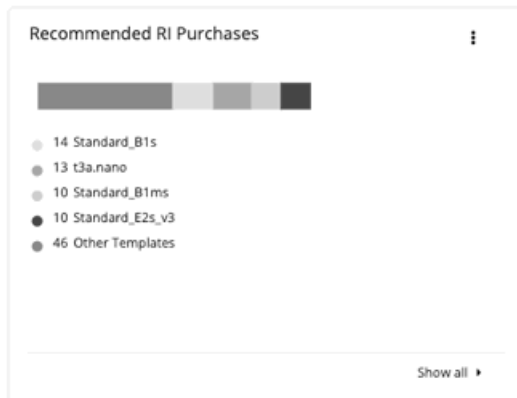 Recommended RI Purchases
14 Standard_B1s
13 t3a.nano
10 Standard_B1ms
10 Standard_E2s_v3
46 Other Templates
Show all